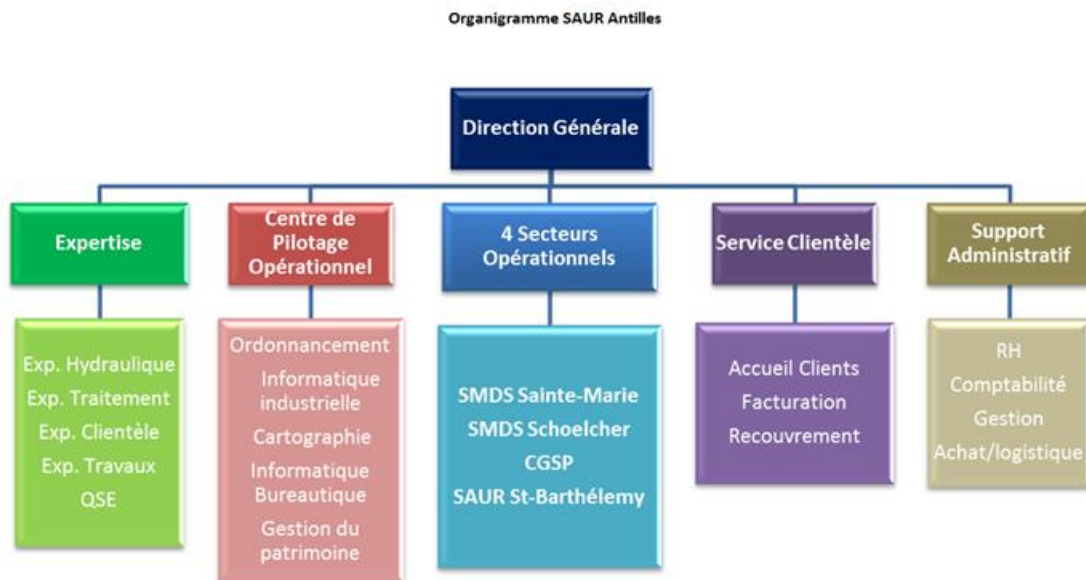 Organigramme SAUR Antilles
Direction Générale
Expertise
Centre de
Pilotage
Opérationnel
4 Secteurs
Opérationnels
Service Clientèle
Support
Administratif
Exp. Hydraulique
Exp. Traitement
Exp. Clientèle
Exp. Travaux
QSE
Ordonnancement
Informatique
industrielle
Cartographie
Informatique
Bureautique
Gestion du
patrimoine
SMDS Sainte-Marie
SMDS Schoelcher
CGSP
SAUR St-Barthélemy
Accueil Clients
Facturation
Recouvrement
RH
Comptabilité
Gestion
Achat/logistique